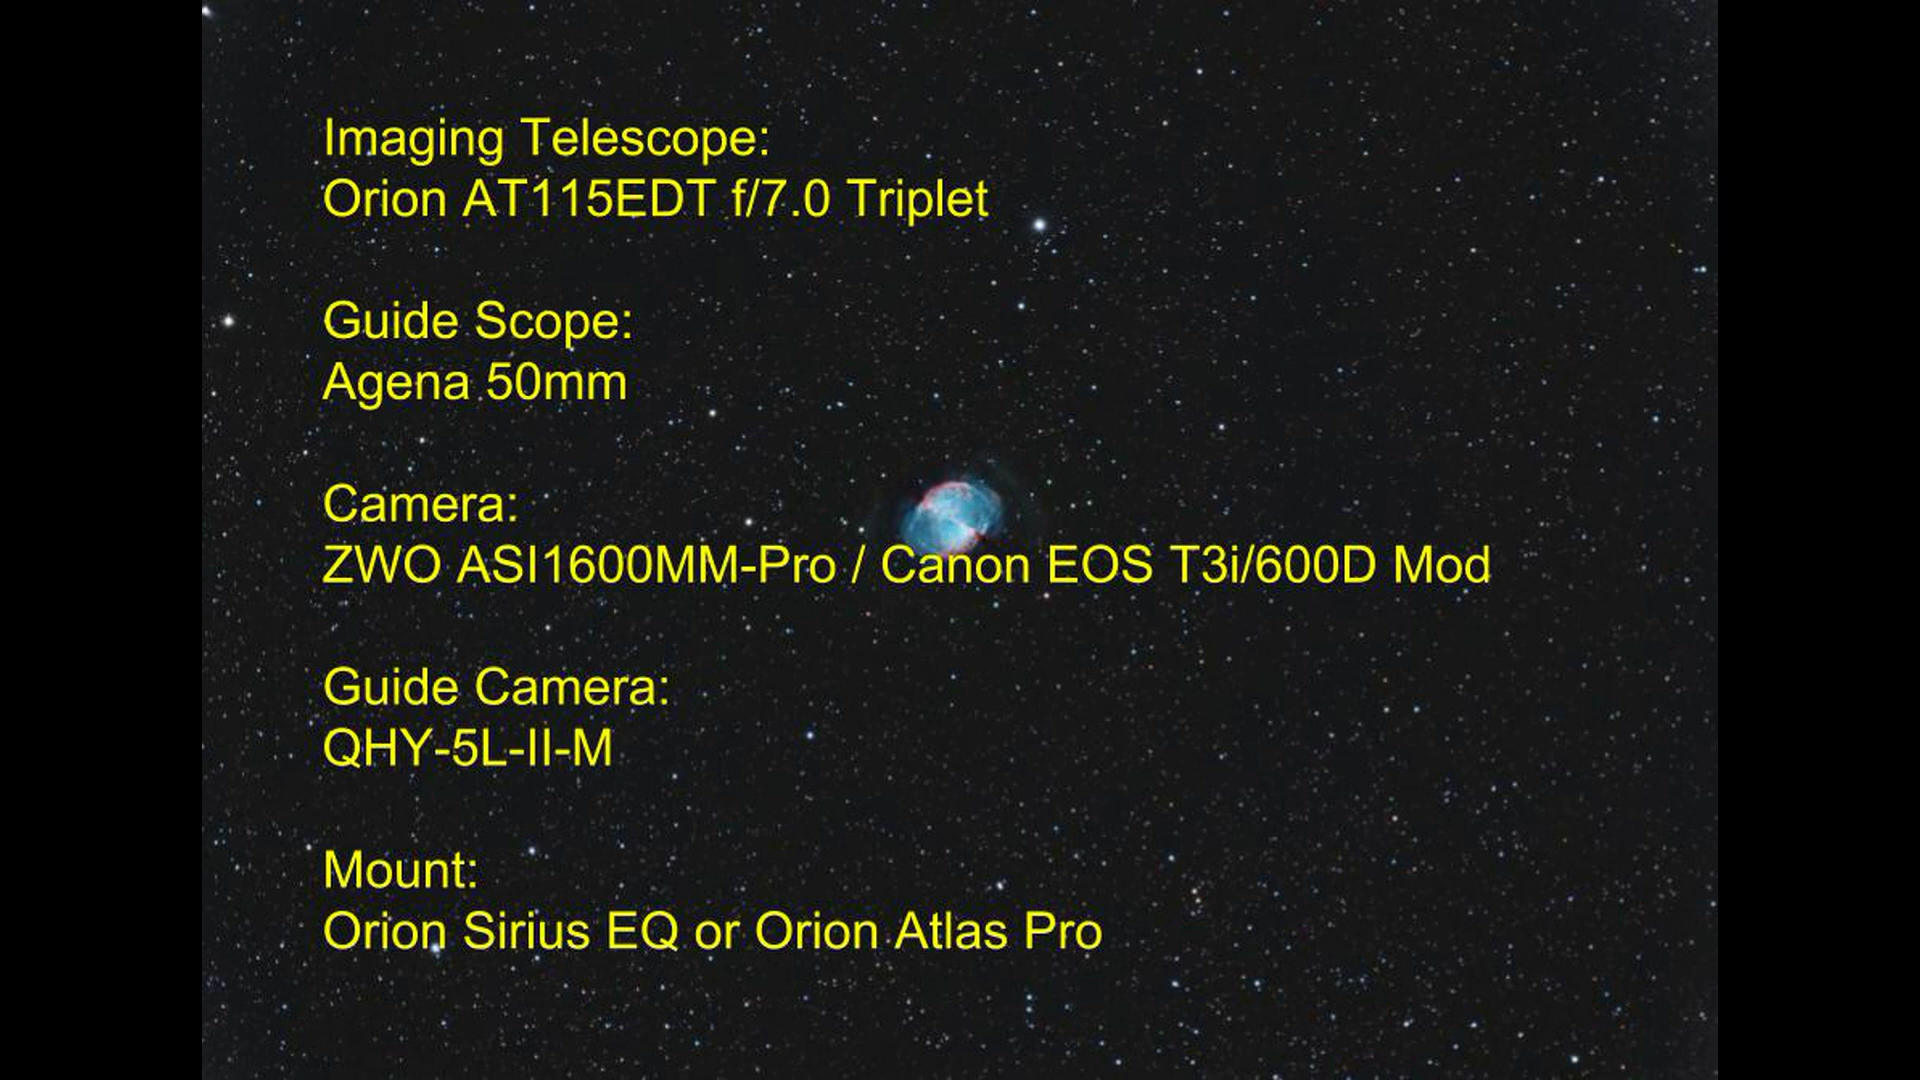 Imaging Telescope:
Orion AT115EDT f/7.0 Triplet
Guide Scope:
Agena 50mm
Camera:
ZWO ASI1600MM-Pro / Canon EOS T3i/600D Mod
Guide Camera:
QHY-5L-II-M
Mount:
Orion Sirius EQ or Orion Atlas Pro